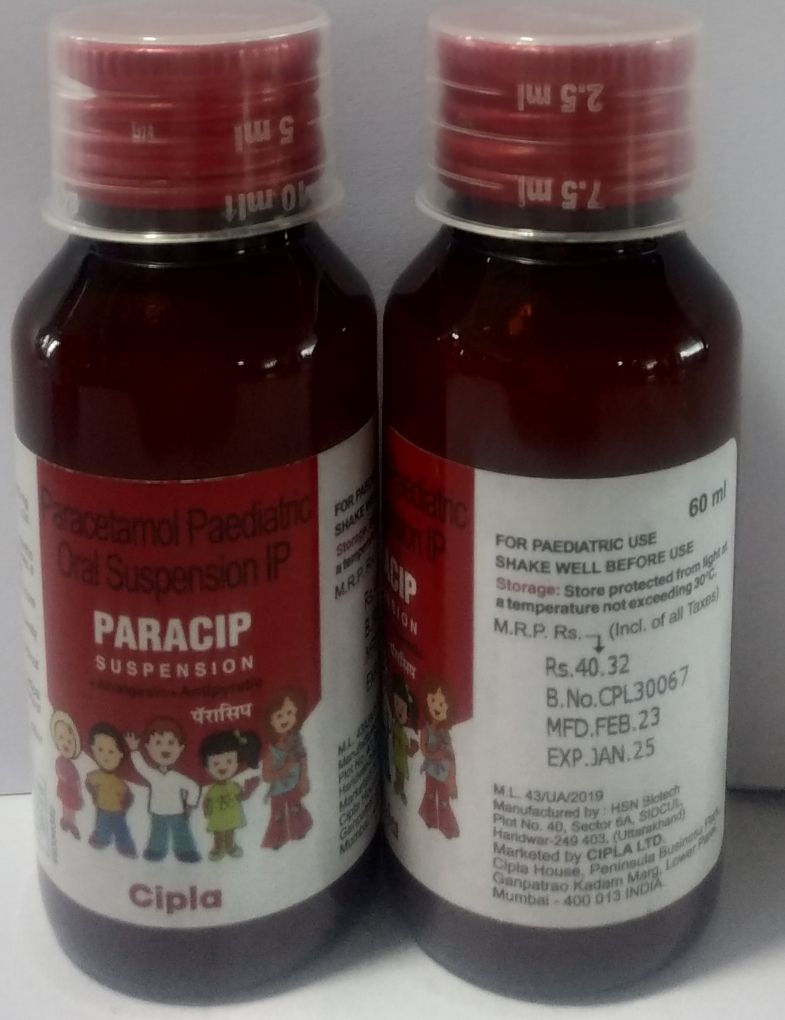 5 ml
10 ml
Paracetamol Paediatric
Oral Suspension IP
PARACIP
SUSPENSION
• Analgesic • Antipyretic
पॅरासिप
Cipla
2.5 ml
7.5 ml
60 ml
FOR PAEDIATRIC USE
SHAKE WELL BEFORE USE
Storage: Store protected from light at
a temperature not exceeding 30°C.
M.R.P. Rs. (Incl. of all Taxes)
Rs.40.32
B.No.CPL30067
MFD.FEB.23
EXP.JAN.25
M.L. 43/UA/2019
Manufactured by : HSN Biotech
Plot No. 40, Sector 6A, SIDCUL,
Haridwar-249 403, (Uttarakhand)
Marketed by CIPLA LTD.
Cipla House, Peninsula Business Park,
Ganpatrao Kadam Marg, Lower Parel,
Mumbai - 400 013 INDIA.